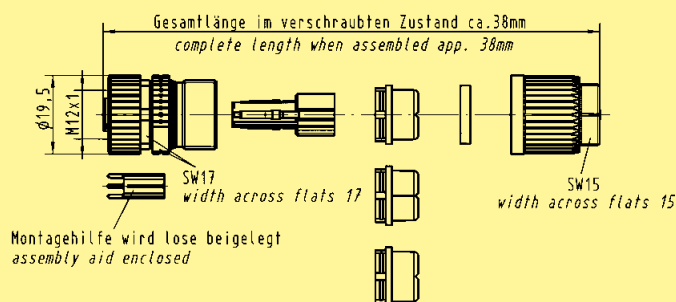 Gesamtlänge im verschraubten Zustand ca.38mm
complete length when assembled app. 38mm
ø19,5
M12x1
SW17
width across flats 17
SW15
width across flats 15
Montagehilfe wird lose beigelegt
assembly aid enclosed